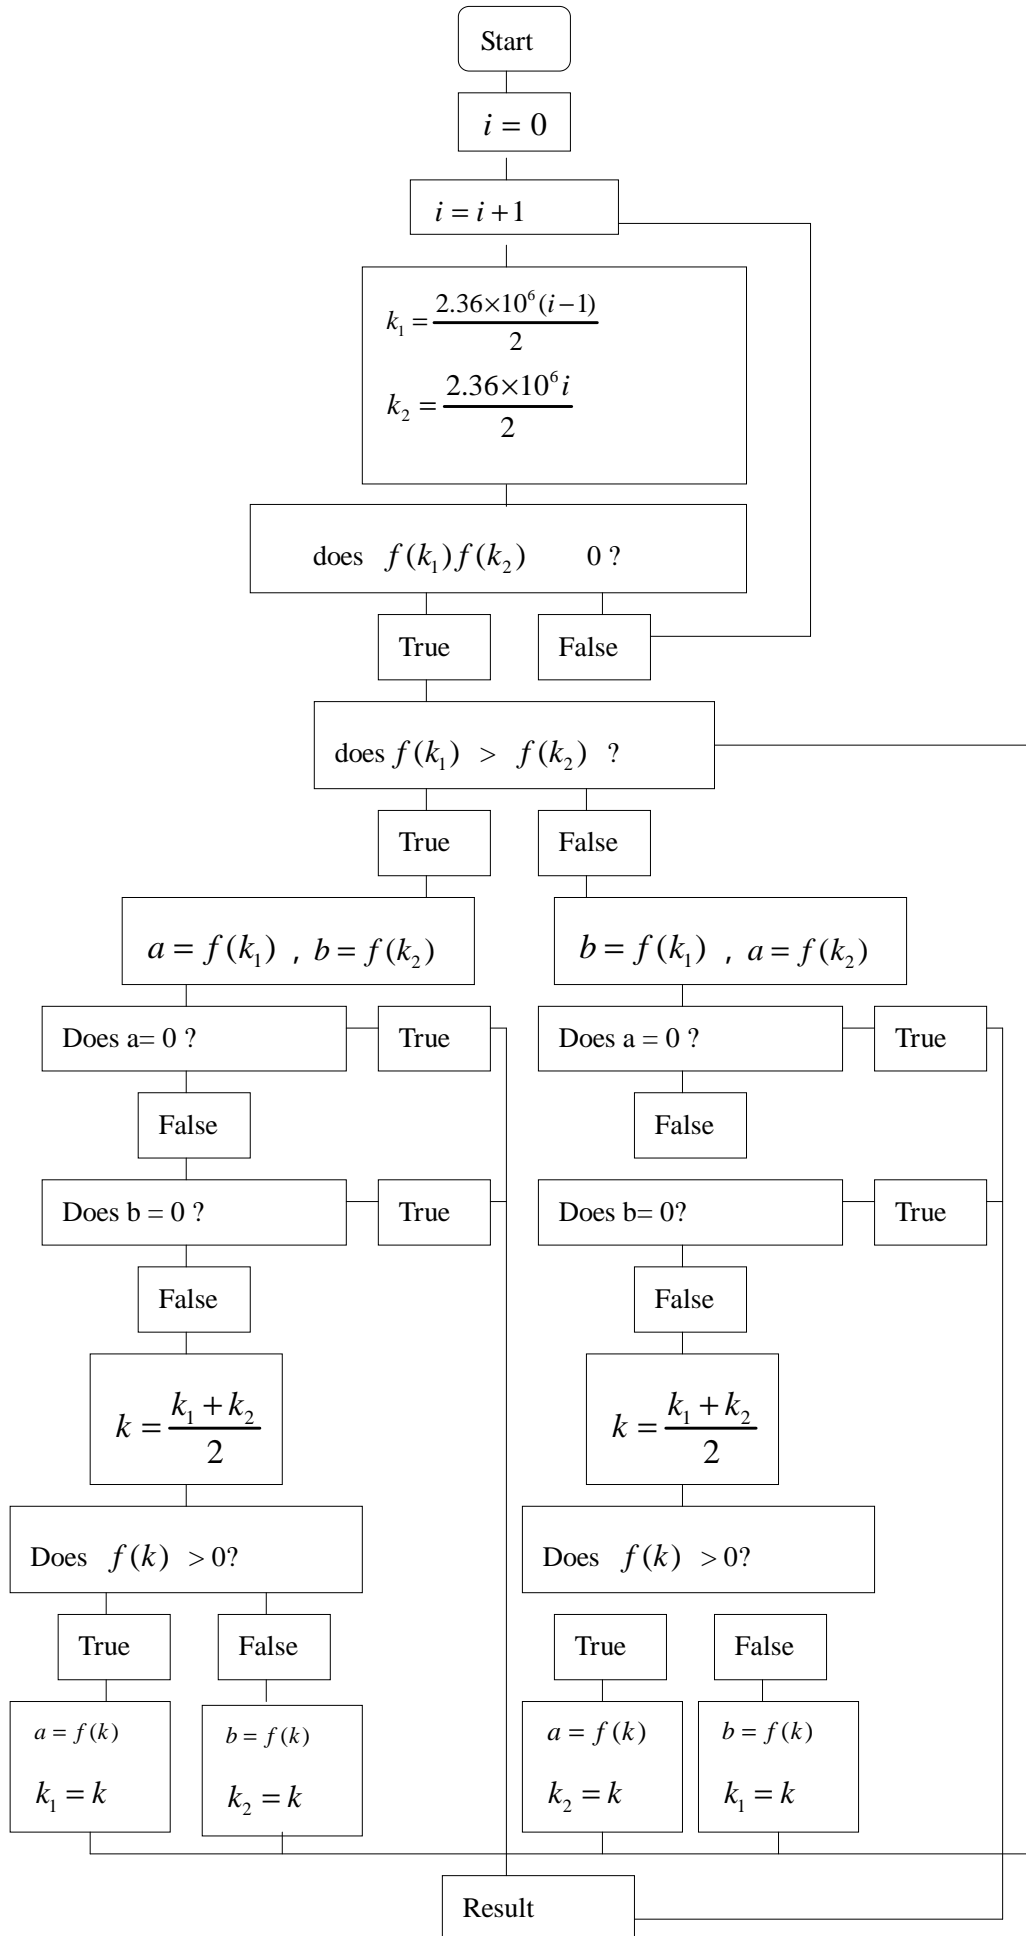 Start
i = 0
i = i + 1
k₁ = 2.36×10⁶(i−1) / 2
k₂ = 2.36×10⁶ i / 2
does f(k₁) f(k₂) 0 ?
True False
does f(k₁) > f(k₂) ?
True False
a = f(k₁) , b = f(k₂)
b = f(k₁) , a = f(k₂)
Does a= 0 ? True
Does a = 0 ? True
False
False
Does b = 0 ? True
Does b= 0? True
False
False
k = (k₁ + k₂) / 2
k = (k₁ + k₂) / 2
Does f(k) > 0?
Does f(k) > 0?
True False
True False
a = f(k)
k₁ = k
b = f(k)
k₂ = k
a = f(k)
k₂ = k
b = f(k)
k₁ = k
Result